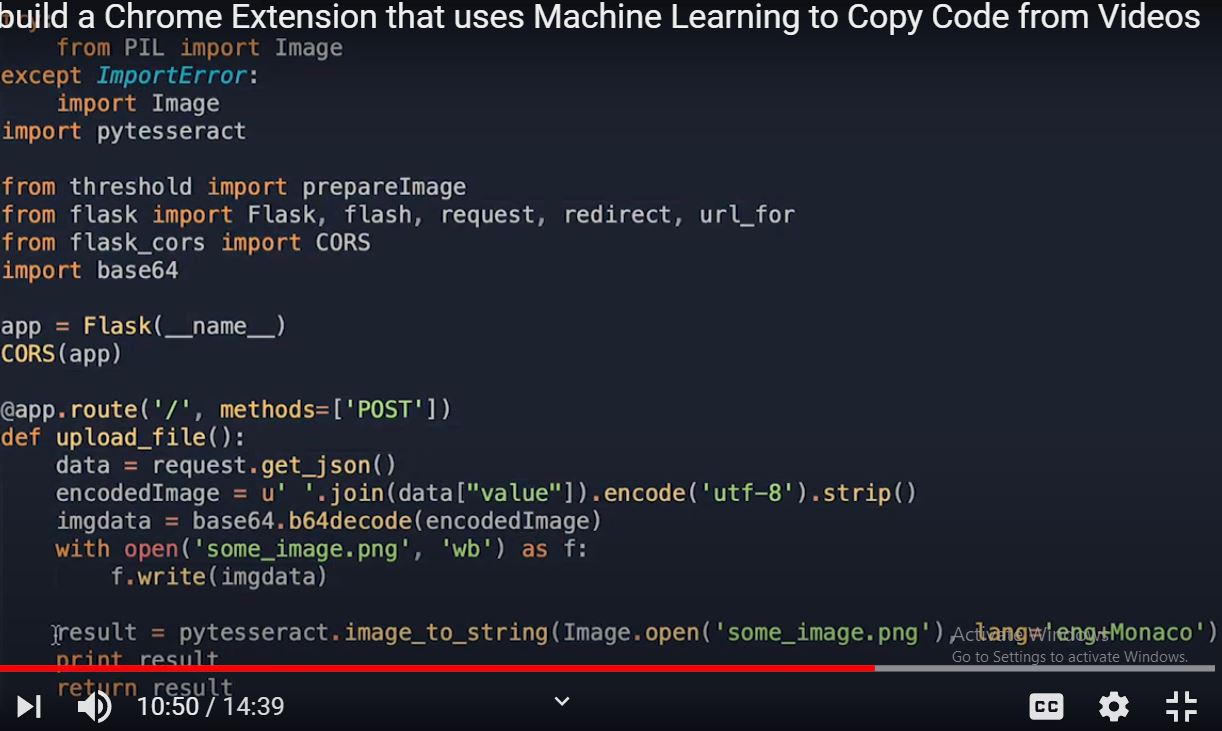 build a Chrome Extension that uses Machine Learning to Copy Code from Videos
try:
    from PIL import Image
except ImportError:
    import Image
import pytesseract
from threshold import prepareImage
from flask import Flask, flash, request, redirect, url_for
from flask_cors import CORS
import base64
app = Flask(__name__)
CORS(app)
@app.route('/', methods=['POST'])
def upload_file():
    data = request.get_json()
    encodedImage = u' '.join(data["value"]).encode('utf-8').strip()
    imgdata = base64.b64decode(encodedImage)
    with open('some_image.png', 'wb') as f:
        f.write(imgdata)
    result = pytesseract.image_to_string(Image.open('some_image.png'), lang='eng+Monaco')
Activate Windows
    print result
Go to Settings to activate Windows.
    return result
10:50 / 14:39
CC